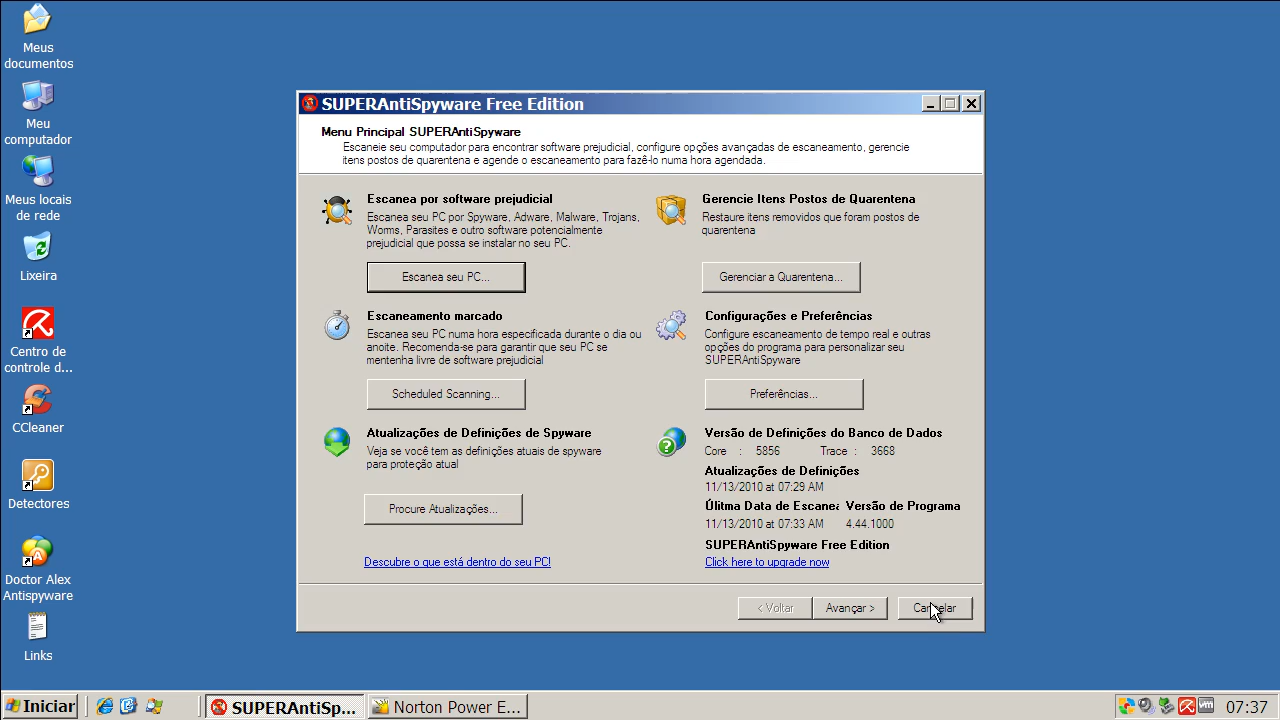 Meus
documentos
Meu
computador
Meus locais
de rede
Lixeira
Centro de
controle d...
CCleaner
Detectores
Doctor Alex
Antispyware
Links
SUPERAntiSpyware Free Edition
Menu Principal SUPERAntiSpyware
Escaneie seu computador para encontrar software prejudicial, configure opções avançadas de escaneamento, gerencie
itens postos de quarentena e agende o escaneamento para fazê-lo numa hora agendada.
Escanea por software prejudicial
Escanea seu PC por Spyware, Adware, Malware, Trojans,
Worms, Parasites e outro software potencialmente
prejudicial que possa se instalar no seu PC.
Escanea seu PC...
Gerencie Itens Postos de Quarentena
Restaure itens removidos que foram postos de
quarentena
Gerenciar a Quarentena...
Escaneamento marcado
Escanea seu PC numa hora especificada durante o dia ou
anoite. Recomenda-se para garantir que seu PC se
mentenha livre de software prejudicial
Scheduled Scanning...
Configurações e Preferências
Configure escaneamento de tempo real e outras
opções do programa para personalizar seu
SUPERAntiSpyware
Preferências...
Atualizações de Definições de Spyware
Veja se você tem as definições atuais de spyware
para proteção atual
Procure Atualizações...
Descubre o que está dentro do seu PC!
Versão de Definições do Banco de Dados
Core : 5856 Trace : 3668
Atualizações de Definições
11/13/2010 at 07:29 AM
Úlitma Data de Escanea Versão de Programa
11/13/2010 at 07:33 AM 4.44.1000
SUPERAntiSpyware Free Edition
Click here to upgrade now
< Voltar Avançar > Cancelar
Iniciar SUPERAntiSp... Norton Power E... vm 07:37